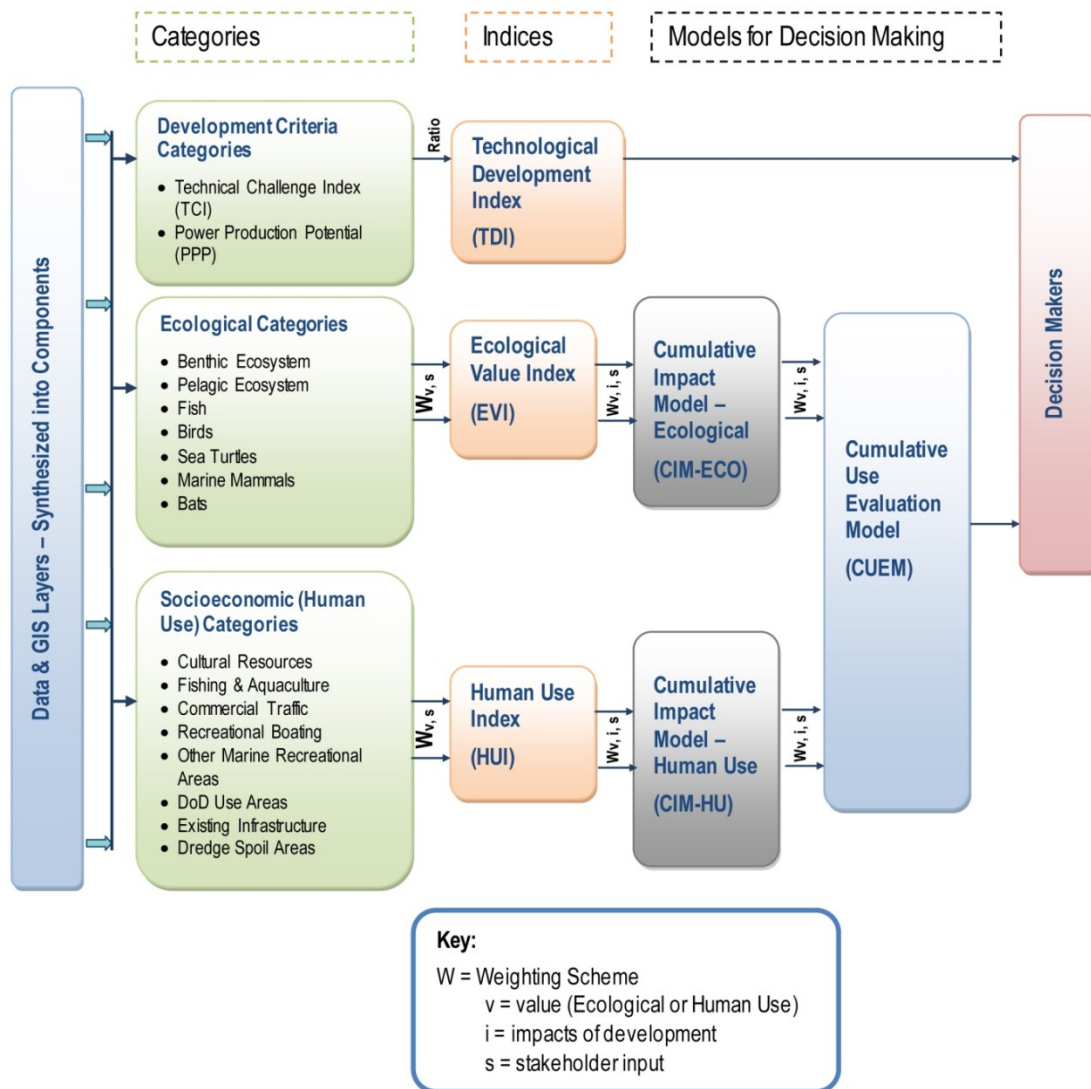 Categories
Indices
Models for Decision Making
Data & GIS Layers – Synthesized into Components
Development Criteria
Categories
• Technical Challenge Index
(TCI)
• Power Production Potential
(PPP)
Ratio
Technological
Development
Index
(TDI)
Ecological Categories
• Benthic Ecosystem
• Pelagic Ecosystem
• Fish
• Birds
• Sea Turtles
• Marine Mammals
• Bats
Wv, s
Ecological
Value Index
(EVI)
Wv, i, s
Cumulative
Impact
Model –
Ecological
(CIM-ECO)
Wv, i, s
Socioeconomic (Human
Use) Categories
• Cultural Resources
• Fishing & Aquaculture
• Commercial Traffic
• Recreational Boating
• Other Marine Recreational
Areas
• DoD Use Areas
• Existing Infrastructure
• Dredge Spoil Areas
Wv, s
Human Use
Index
(HUI)
Wv, i, s
Cumulative
Impact
Model –
Human Use
(CIM-HU)
Wv, i, s
Cumulative
Use
Evaluation
Model
(CUEM)
Decision Makers
Key:
W = Weighting Scheme
v = value (Ecological or Human Use)
i = impacts of development
s = stakeholder input